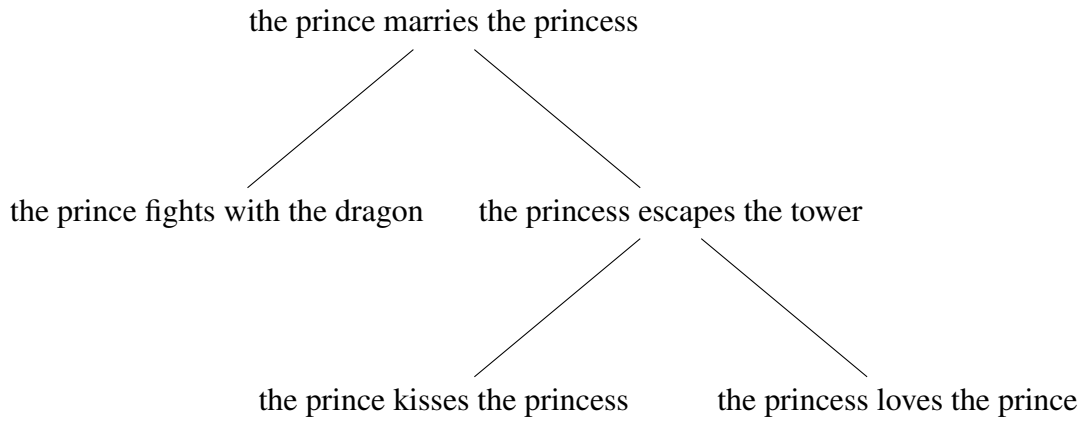 the prince marries the princess
the prince fights with the dragon
the princess escapes the tower
the prince kisses the princess
the princess loves the prince